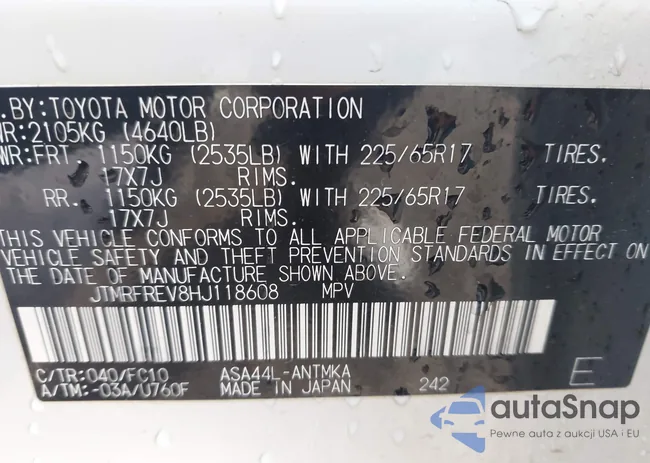 .BY:TOYOTA MOTOR CORPORATION
WR:2105KG (4640LB)
WR:FRT. 1150KG (2535LB) WITH 225/65R17 TIRES.
17X7J RIMS.
RR. 1150KG (2535LB) WITH 225/65R17 TIRES.
17X7J RIMS.
THIS VEHICLE CONFORMS TO ALL APPLICABLE FEDERAL MOTOR
VEHICLE SAFETY AND THEFT PREVENTION STANDARDS IN EFFECT ON
THE DATE OF MANUFACTURE SHOWN ABOVE.
JTMRFREV8HJ118608 MPV
C/TR:040/FC10 ASA44L-ANTMKA
A/TM:-03A/U760F MADE IN JAPAN 242 E
autaSnap
Pewne auta z aukcji USA i EU